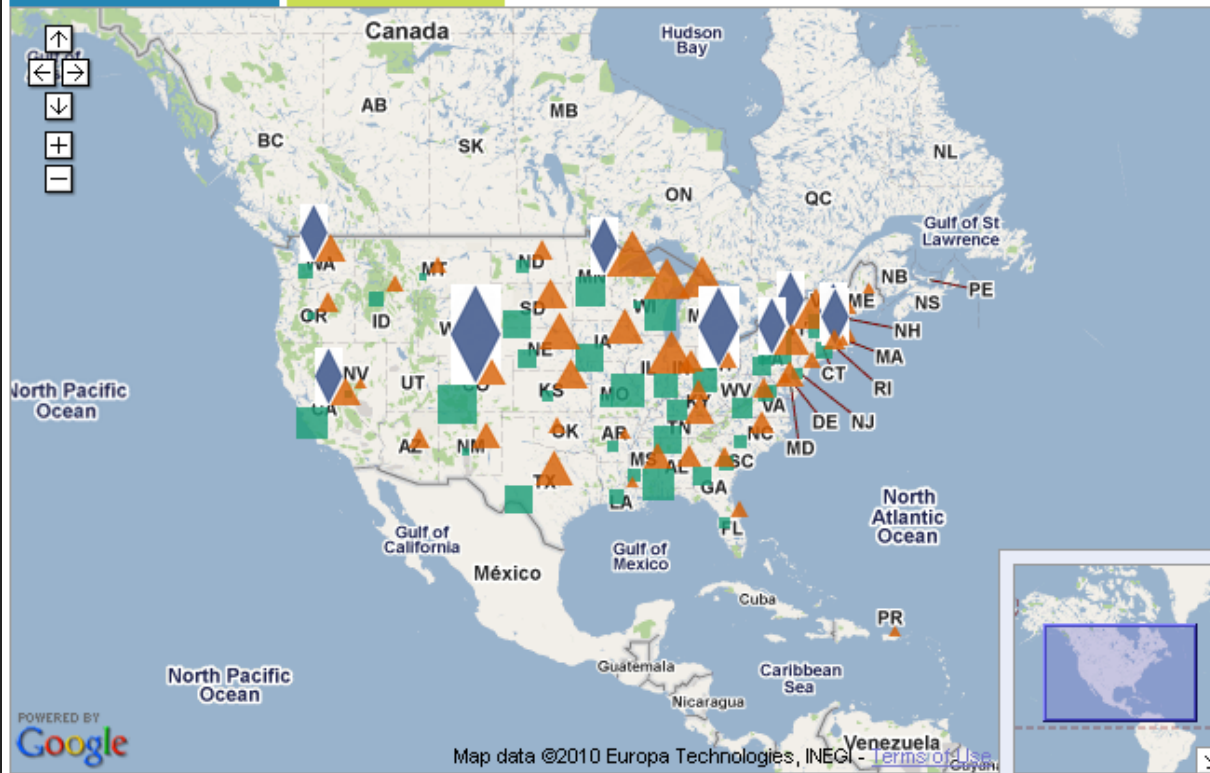 Canada
Hudson
Bay
Gulf of
AB
MB
BC
SK
NL
ON
QC
Gulf of St
Lawrence
WA
MT
ND
MN
NB
PE
ME
NS
OR
ID
SD
WI
NH
IA
NE
MA
NV
UT
CO
IL
IN
PA
CT
RI
North Pacific
Ocean
CA
KS
MO
WV
KY
VA
DE
NJ
AZ
NM
OK
AR
TN
NC
MD
MS
AL
SC
TX
LA
GA
FL
North
Atlantic
Ocean
Gulf of
California
Gulf of
Mexico
México
Cuba
PR
Guatemala
Caribbean
Sea
North Pacific
Ocean
Nicaragua
POWERED BY
Google
Venezuela
Map data ©2010 Europa Technologies, INEGI - Terms of Use
Guyana